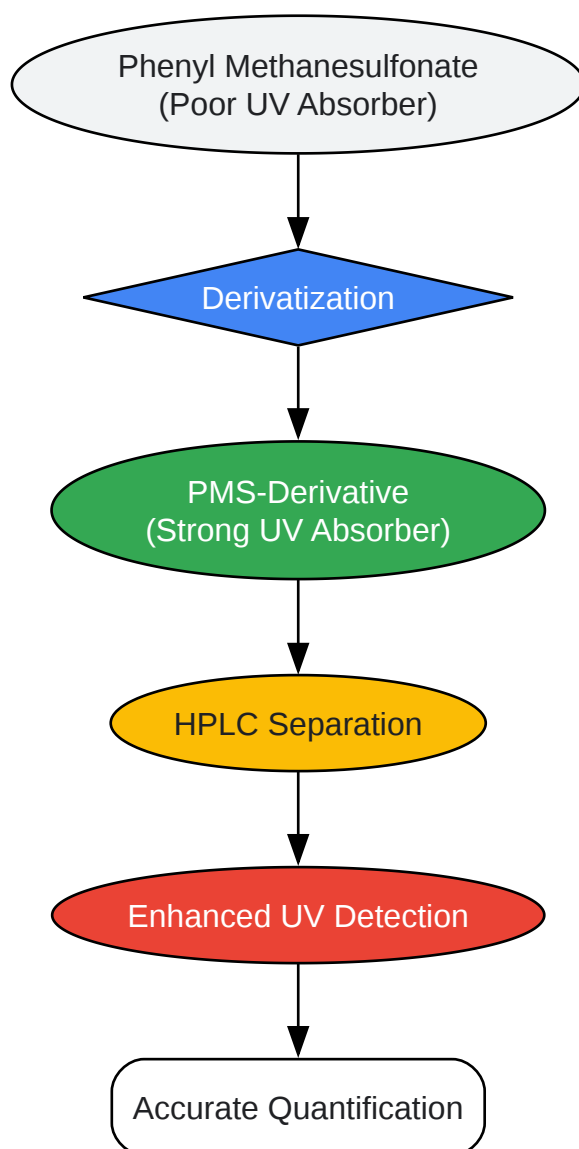 Phenyl Methanesulfonate
(Poor UV Absorber)
Derivatization
PMS-Derivative
(Strong UV Absorber)
HPLC Separation
Enhanced UV Detection
Accurate Quantification